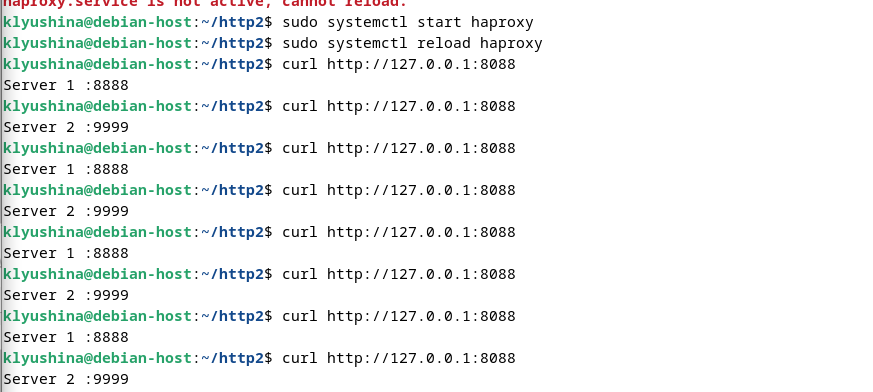 haproxy.service is not active, cannot reload.
klyushina@debian-host:~/http2$ sudo systemctl start haproxy
klyushina@debian-host:~/http2$ sudo systemctl reload haproxy
klyushina@debian-host:~/http2$ curl http://127.0.0.1:8088
Server 1 :8888
klyushina@debian-host:~/http2$ curl http://127.0.0.1:8088
Server 2 :9999
klyushina@debian-host:~/http2$ curl http://127.0.0.1:8088
Server 1 :8888
klyushina@debian-host:~/http2$ curl http://127.0.0.1:8088
Server 2 :9999
klyushina@debian-host:~/http2$ curl http://127.0.0.1:8088
Server 1 :8888
klyushina@debian-host:~/http2$ curl http://127.0.0.1:8088
Server 2 :9999
klyushina@debian-host:~/http2$ curl http://127.0.0.1:8088
Server 1 :8888
klyushina@debian-host:~/http2$ curl http://127.0.0.1:8088
Server 2 :9999